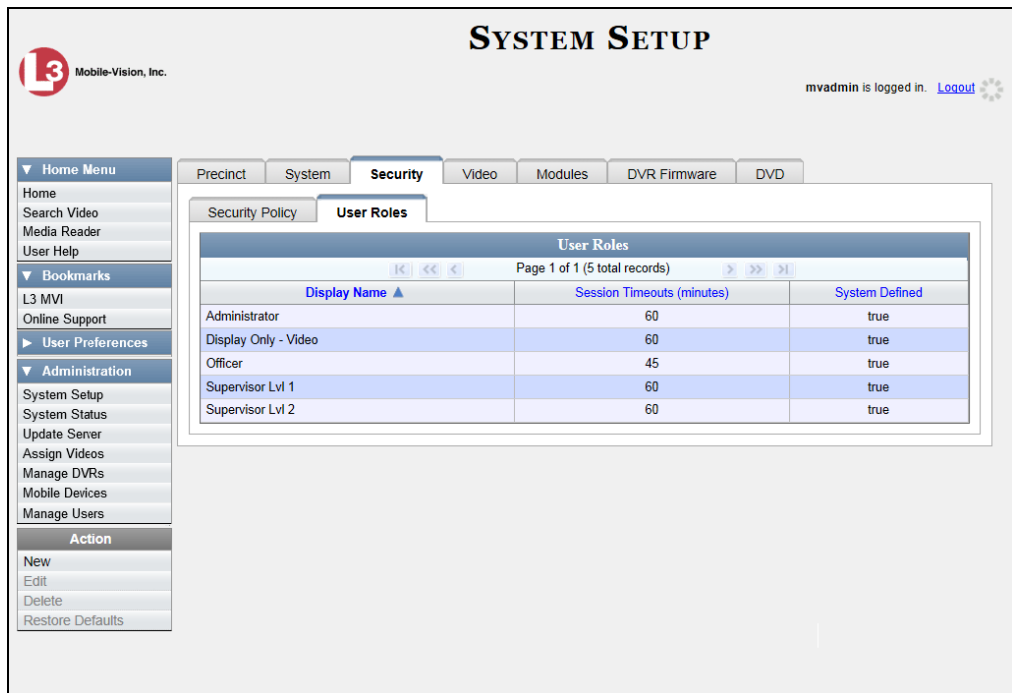 SYSTEM SETUP
L3 Mobile-Vision, Inc.
mvadmin is logged in. Logout
▼ Home Menu
Home
Search Video
Media Reader
User Help
▼ Bookmarks
L3 MVI
Online Support
▶ User Preferences
▼ Administration
System Setup
System Status
Update Server
Assign Videos
Manage DVRs
Mobile Devices
Manage Users
Action
New
Edit
Delete
Restore Defaults
Precinct System Security Video Modules DVR Firmware DVD
Security Policy User Roles
User Roles
Page 1 of 1 (5 total records)
Display Name ▲ Session Timeouts (minutes) System Defined
Administrator 60 true
Display Only - Video 60 true
Officer 45 true
Supervisor Lvl 1 60 true
Supervisor Lvl 2 60 true